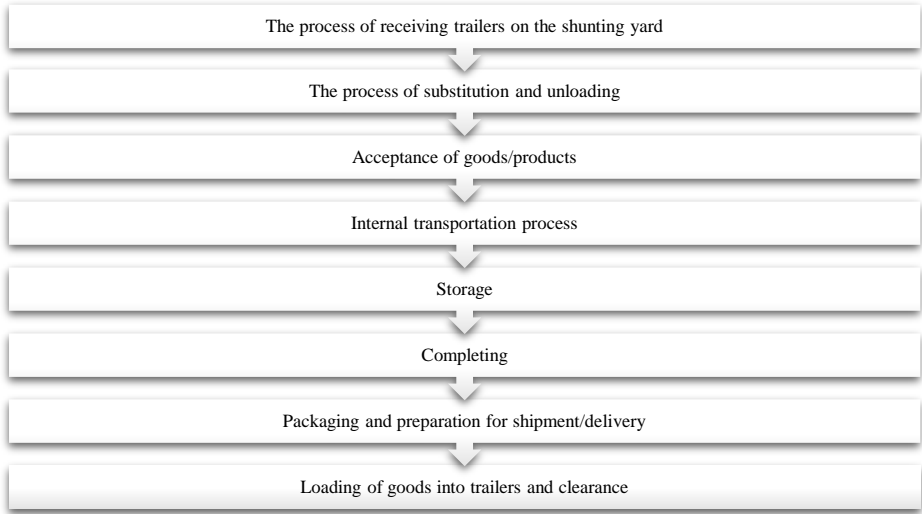 The process of receiving trailers on the shunting yard
The process of substitution and unloading
Acceptance of goods/products
Internal transportation process
Storage
Completing
Packaging and preparation for shipment/delivery
Loading of goods into trailers and clearance